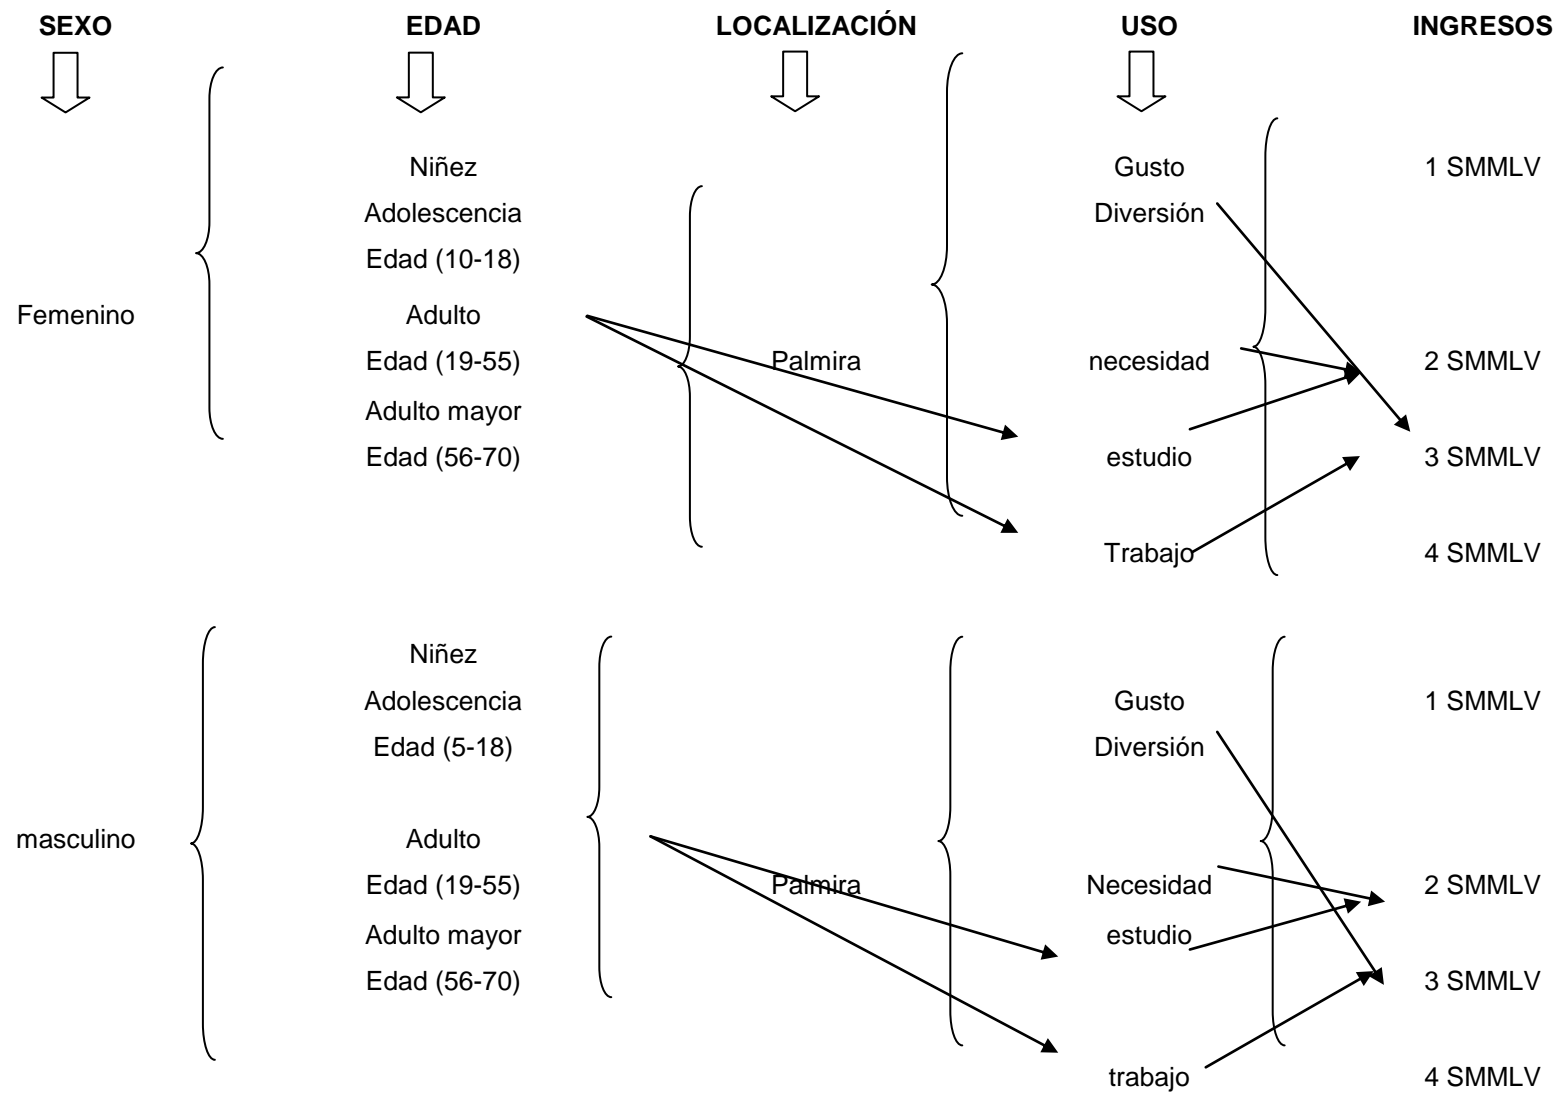 SEXO EDAD LOCALIZACIÓN USO INGRESOS
Niñez Gusto 1 SMMLV
Adolescencia Diversión
Edad (10-18)
Femenino Adulto
Edad (19-55) Palmira necesidad 2 SMMLV
Adulto mayor
Edad (56-70) estudio 3 SMMLV
Trabajo 4 SMMLV
Niñez
Adolescencia Gusto 1 SMMLV
Edad (5-18) Diversión
masculino Adulto
Edad (19-55) Palmira Necesidad 2 SMMLV
Adulto mayor estudio
Edad (56-70) 3 SMMLV
trabajo 4 SMMLV